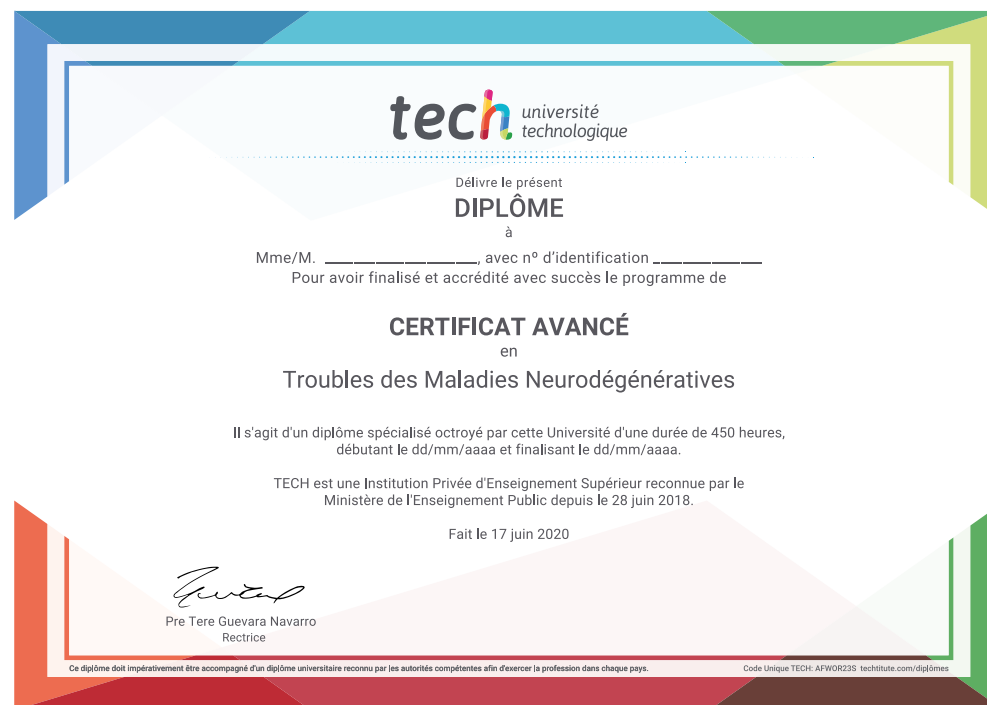 tech université
technologique
Délivre le présent
DIPLÔME
à
Mme/M. ____________________, avec nº d'identification ______________
Pour avoir finalisé et accrédité avec succès le programme de
CERTIFICAT AVANCÉ
en
Troubles des Maladies Neurodégénératives
Il s'agit d'un diplôme spécialisé octroyé par cette Université d'une durée de 450 heures,
débutant le dd/mm/aaaa et finalisant le dd/mm/aaaa.
TECH est une Institution Privée d'Enseignement Supérieur reconnue par le
Ministère de l'Enseignement Public depuis le 28 juin 2018.
Fait le 17 juin 2020
Pre Tere Guevara Navarro
Rectrice
Ce diplôme doit impérativement être accompagné d'un diplôme universitaire reconnu par les autorités compétentes afin d'exercer la profession dans chaque pays.
Code Unique TECH: AFWOR23S techtitute.com/diplômes